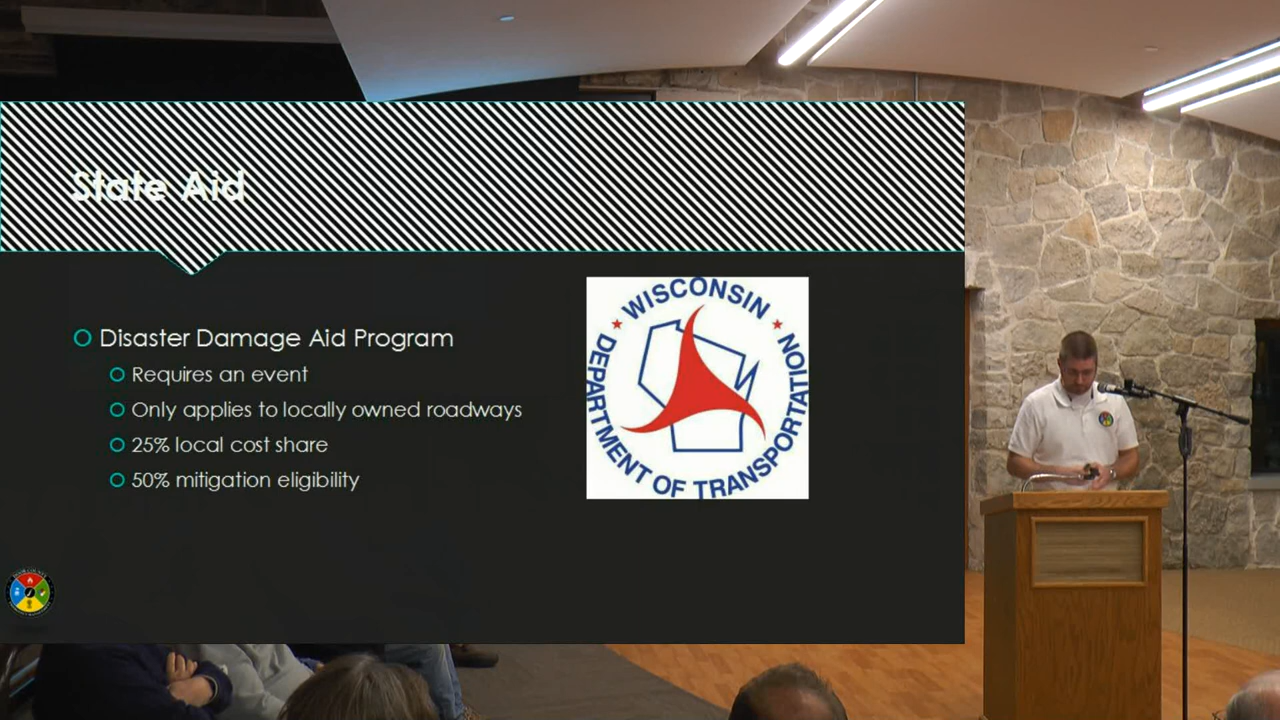 State Aid
Disaster Damage Aid Program
Requires an event
Only applies to locally owned roadways
25% local cost share
50% mitigation eligibility
WISCONSIN
DEPARTMENT OF TRANSPORTATION